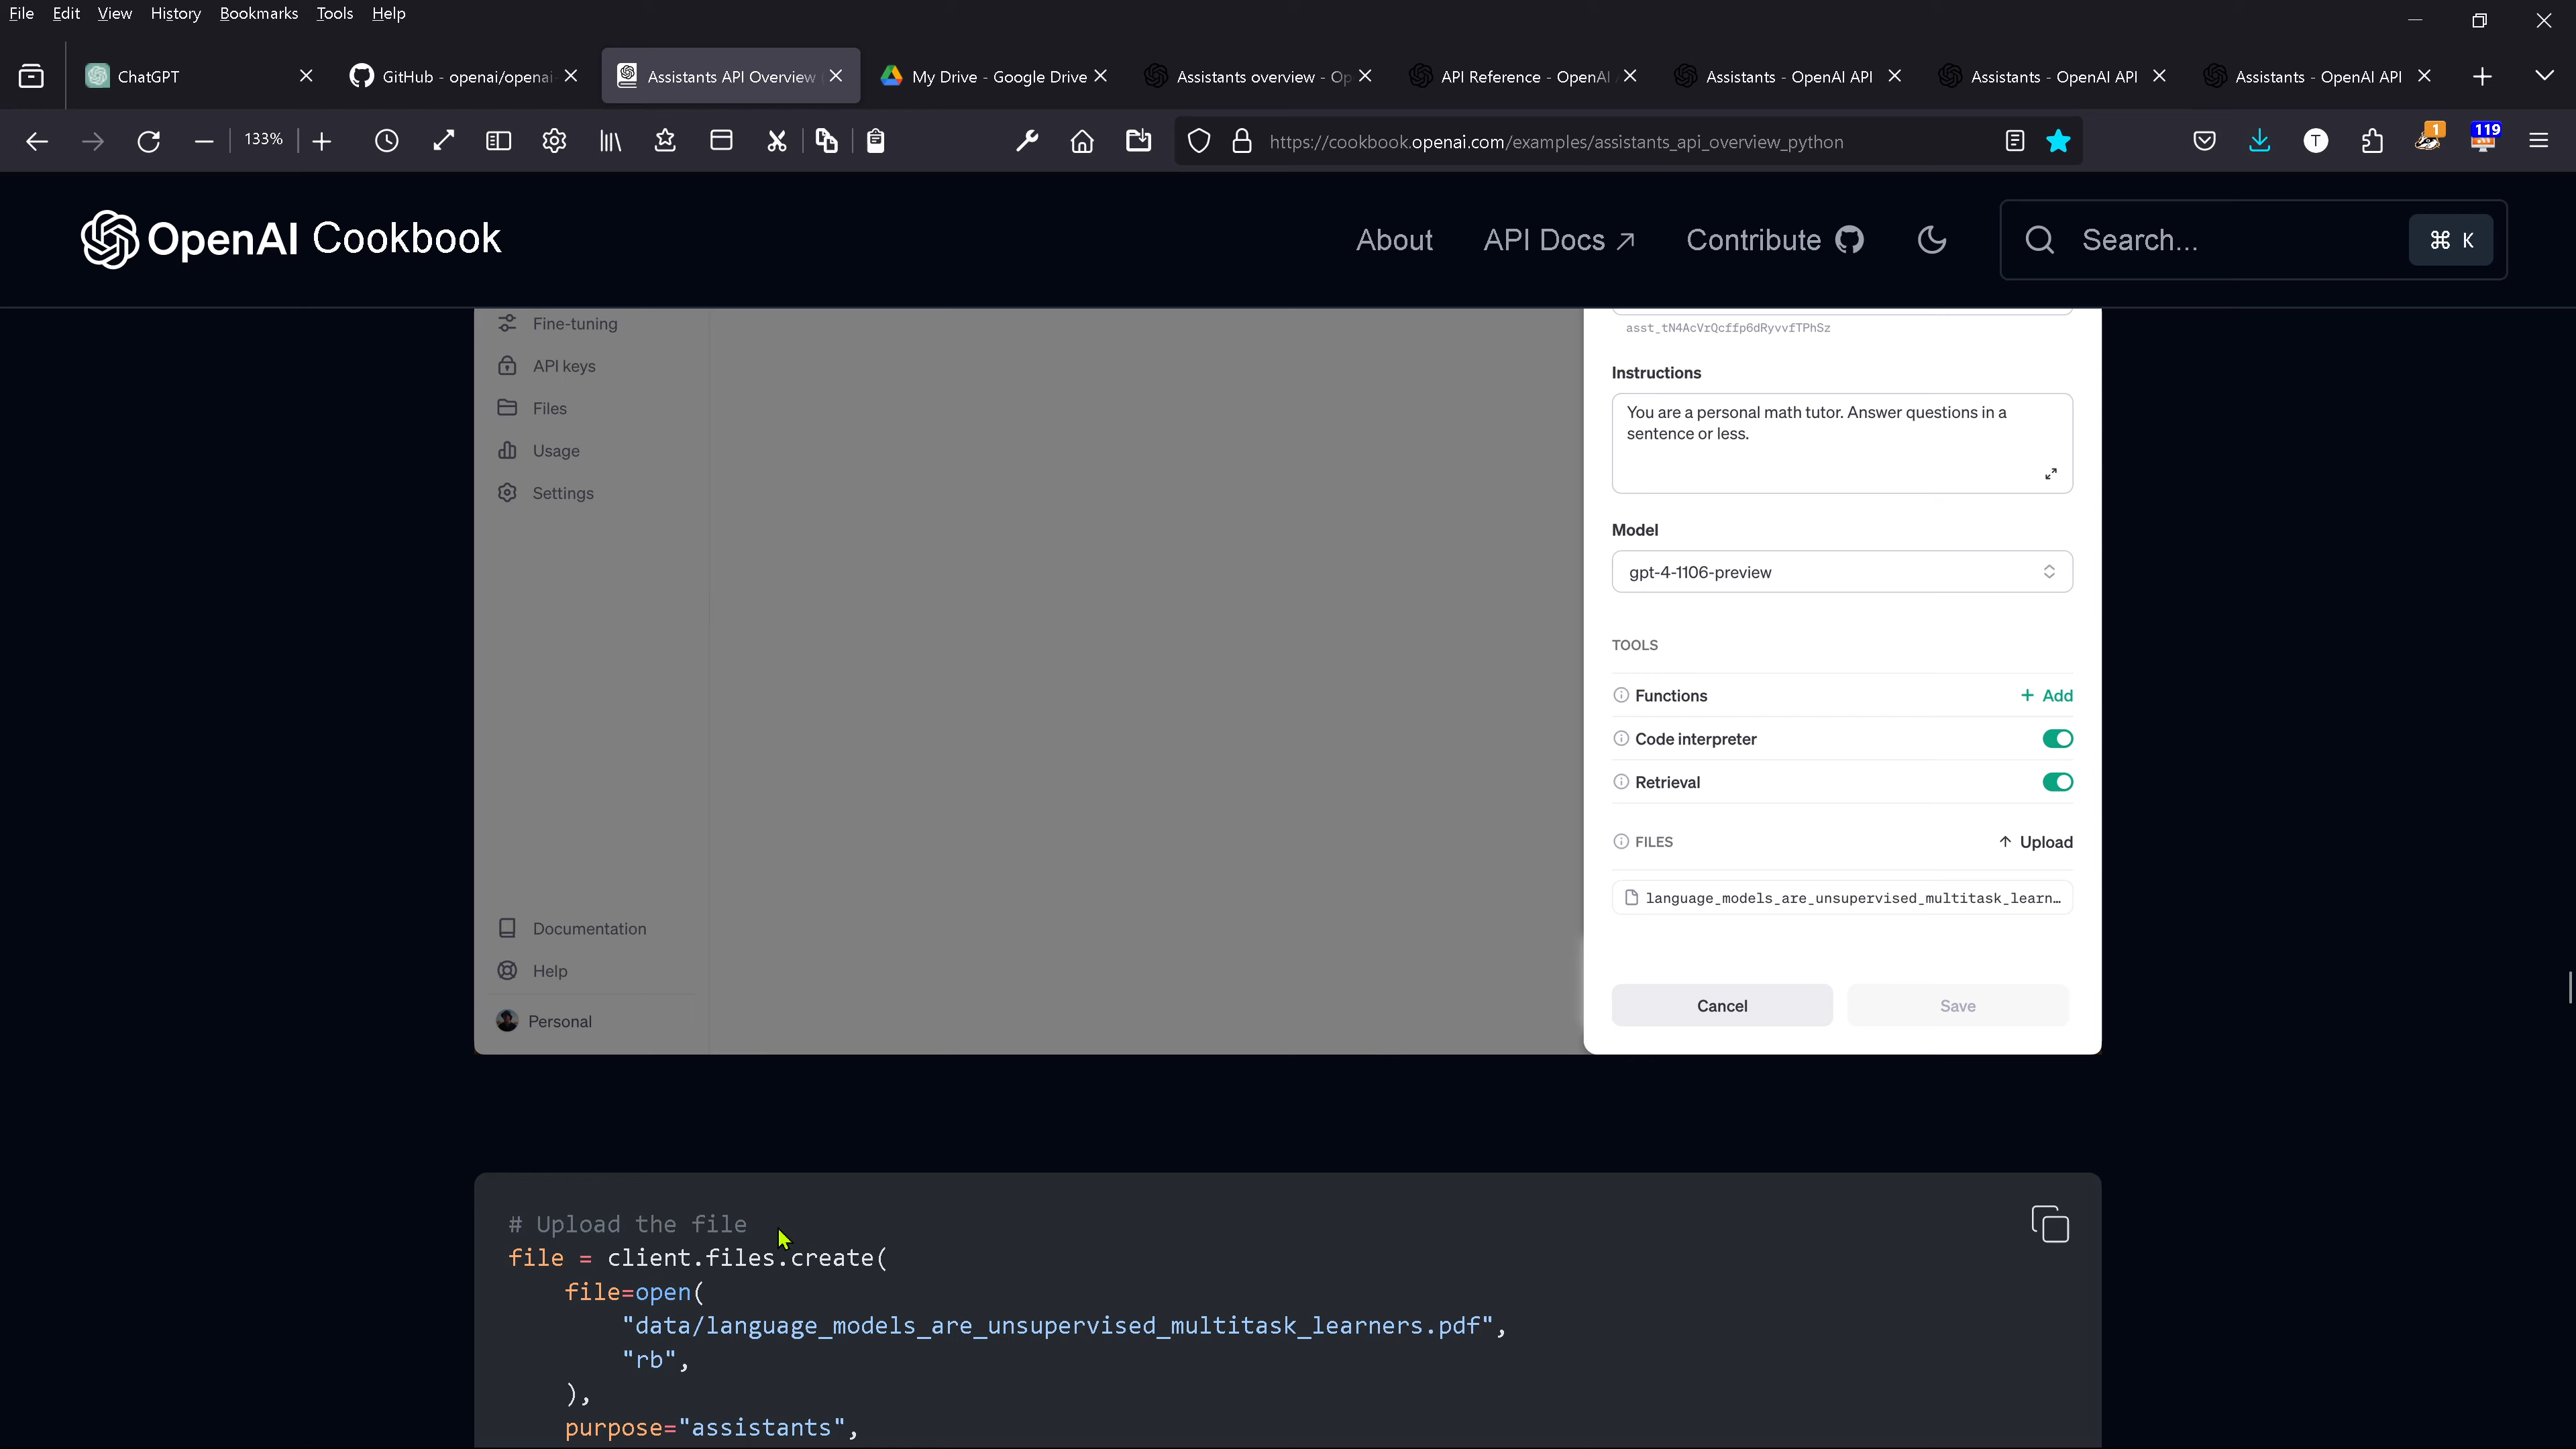 File Edit View History Bookmarks Tools Help
ChatGPT
GitHub - openai/openai-
Assistants API Overview (
My Drive - Google Drive
Assistants overview - Op
API Reference - OpenAI A
Assistants - OpenAI API
Assistants - OpenAI API
Assistants - OpenAI API
133%
https://cookbook.openai.com/examples/assistants_api_overview_python
T
1
119
OpenAI Cookbook
About
API Docs ↗
Contribute
Search...
⌘ K
Fine-tuning
API keys
Files
Usage
Settings
Documentation
Help
Personal
asst_tN4AcVrQcffp6dRyvvfTPhSz
Instructions
You are a personal math tutor. Answer questions in a
sentence or less.
Model
gpt-4-1106-preview
TOOLS
Functions + Add
Code interpreter
Retrieval
FILES ↑ Upload
language_models_are_unsupervised_multitask_learn…
Cancel Save
# Upload the file
file = client.files.create(
file=open(
"data/language_models_are_unsupervised_multitask_learners.pdf",
"rb",
),
purpose="assistants",